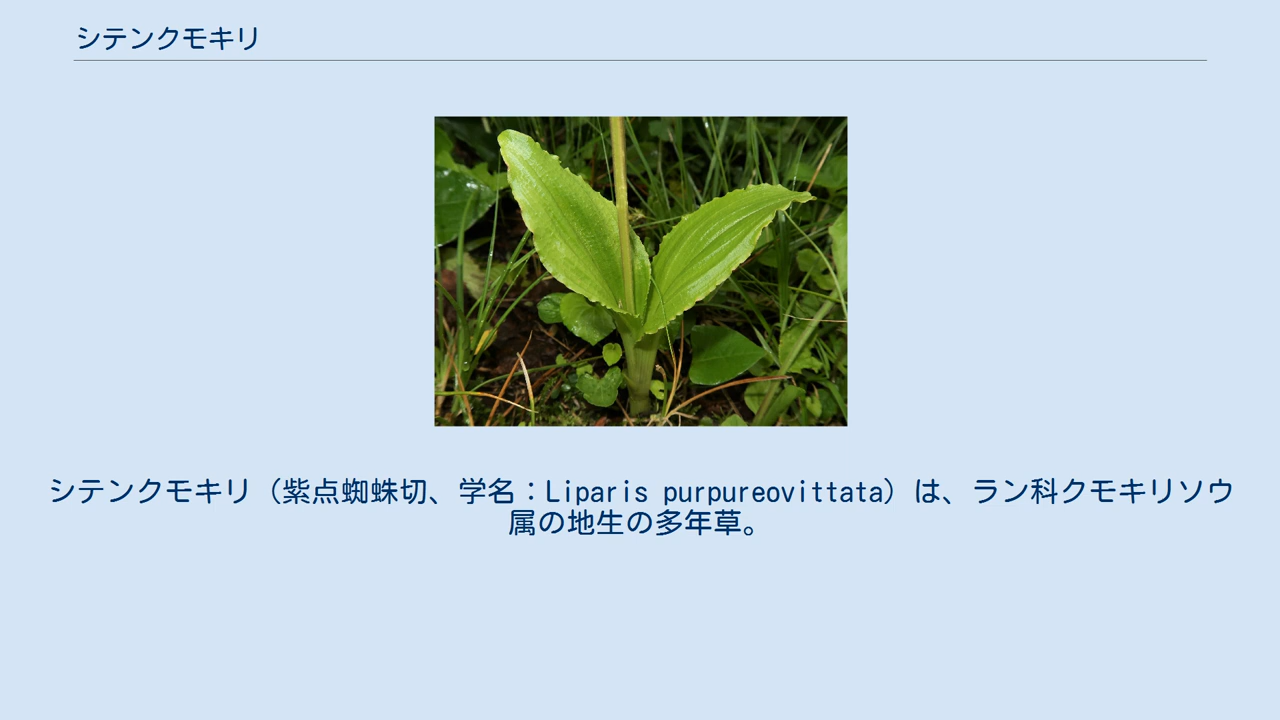 シテンクモキリ
シテンクモキリ（紫点蜘蛛切、学名：Liparis purpureovittata）は、ラン科クモキリソウ
属の地生の多年草。